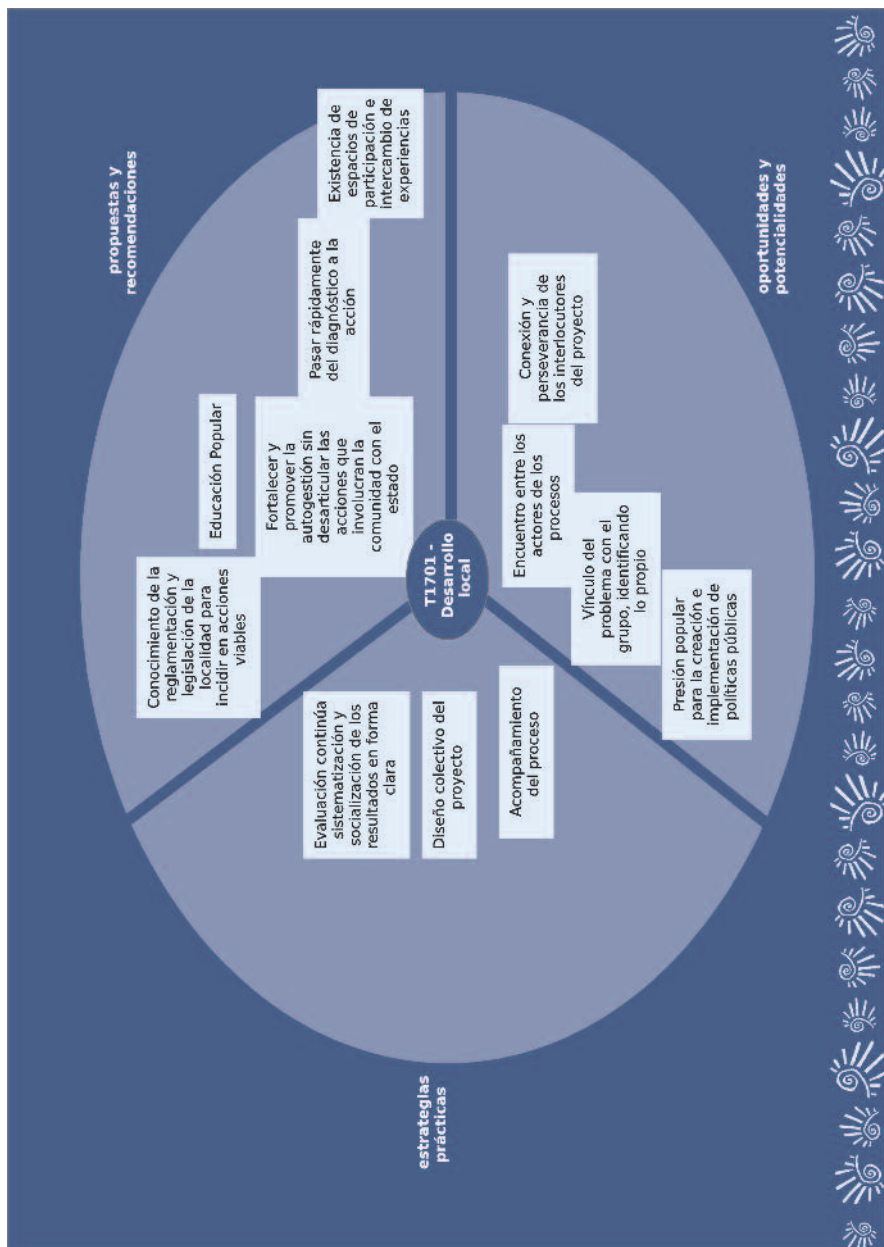 estrategias
prácticas
propuestas y
recomendaciones
oportunidades y
potencialidades
T1701 -
Desarrollo
local
Evaluación continúa
sistematización y
socialización de los
resultados en forma
clara
Diseño colectivo del
proyecto
Acompañamiento
del proceso
Conocimiento de la
reglamentación y
legislación de la
localidad para
incidir en acciones
viables
Educación Popular
Fortalecer y
promover la
autogestión sin
desarticular las
acciones que
involucran la
comunidad con el
estado
Pasar rápidamente
del diagnóstico a la
acción
Existencia de
espacios de
participación e
intercambio de
experiencias
Conexión y
perseverancia de
los interlocutores
del proyecto
Encuentro entre los
actores de los
procesos
Vínculo del
problema con el
grupo, identificando
lo propio
Presión popular
para la creación e
implementación de
políticas públicas